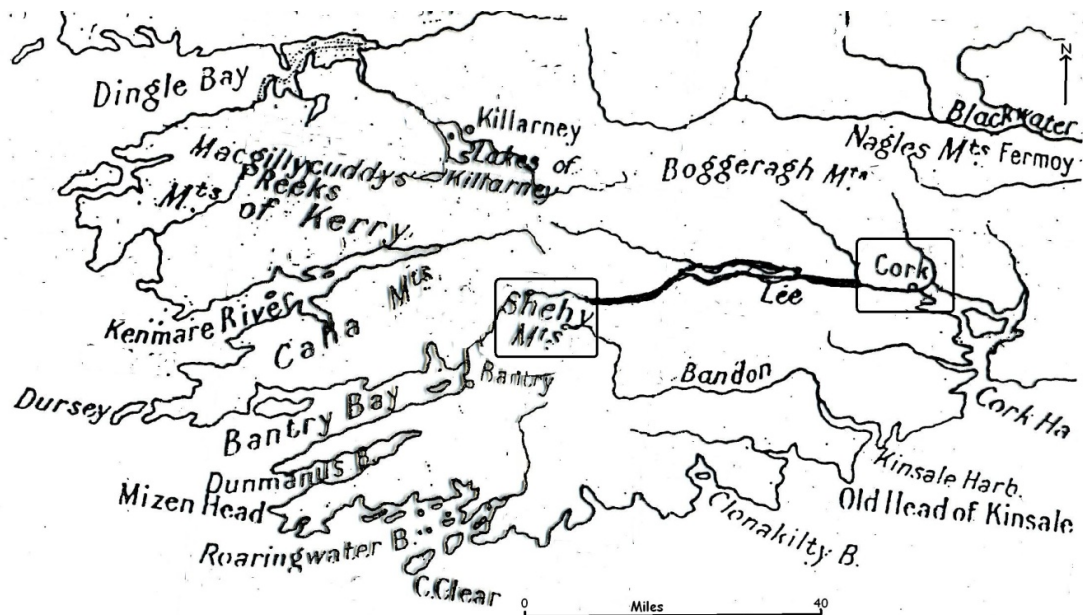 N
Dingle Bay
Blackwater
Killarney
Lakes of
Killarney
Nagles Mts Fermoy
Boggeragh Mtn
Macgillycuddys
Reeks
Mts of Kerry
Cork
Lee
Kenmare River
Caha Mts
Shehy
Mts
Bantry
Bandon
Dursey
Bantry Bay
Cork Ha
Dunmanus B.
Kinsale Harb.
Mizen Head
Old Head of Kinsale
Clonakilty B.
Roaringwater B.
C.Clear
0 Miles 40